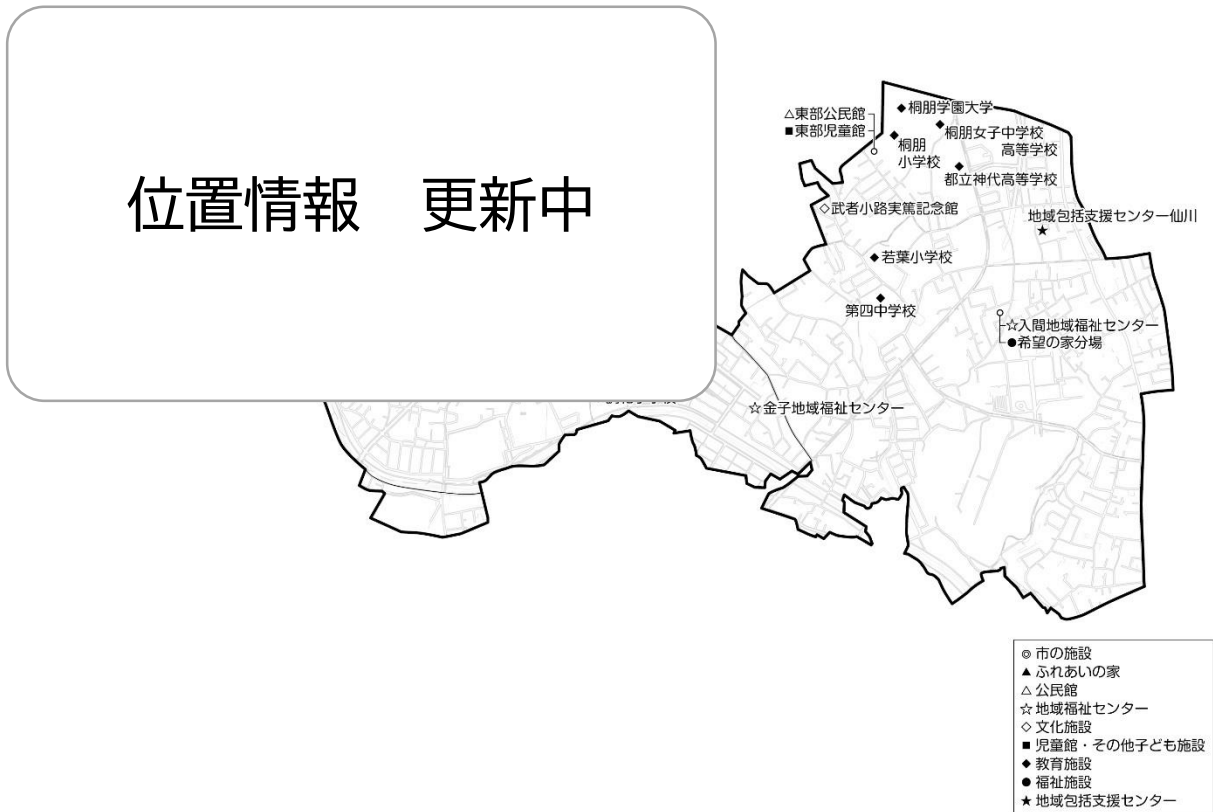 位置情報　更新中
△東部公民館
■東部児童館
◆桐朋学園大学
◆桐朋女子中学校
高等学校
◆桐朋
小学校
◆都立神代高等学校
◇武者小路実篤記念館
地域包括支援センター仙川
★
◆若葉小学校
◆第四中学校
☆入間地域福祉センター
●希望の家分場
☆金子地域福祉センター
◎ 市の施設
▲ ふれあいの家
△ 公民館
☆ 地域福祉センター
◇ 文化施設
■ 児童館・その他子ども施設
◆ 教育施設
● 福祉施設
★ 地域包括支援センター